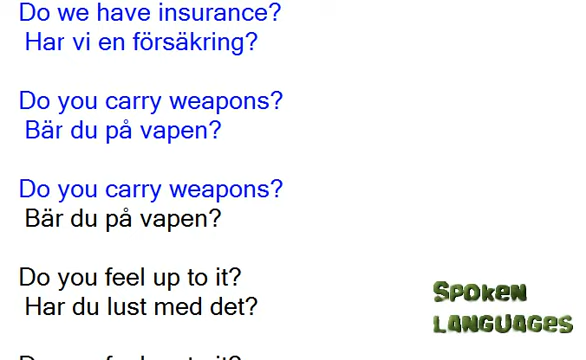 Do we have insurance?
Har vi en försäkring?
Do you carry weapons?
Bär du på vapen?
Do you carry weapons?
Bär du på vapen?
Do you feel up to it?
Har du lust med det?
SPOKEN
LANGUAGES